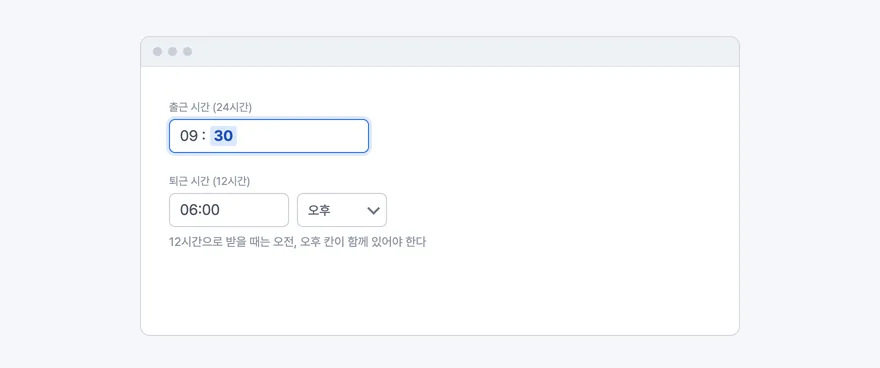 출근 시간 (24시간)
09 : 30
퇴근 시간 (12시간)
06:00 오후
12시간으로 받을 때는 오전, 오후 칸이 함께 있어야 한다